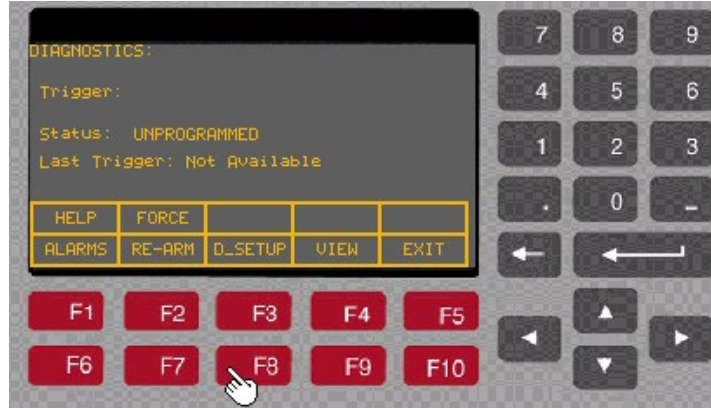 DIAGNOSTICS:
Trigger:
Status: UNPROGRAMMED
Last Trigger: Not Available
HELP FORCE
ALARMS RE-ARM D_SETUP VIEW EXIT
F1 F2 F3 F4 F5
F6 F7 F8 F9 F10
7 8 9
4 5 6
1 2 3
. 0 _